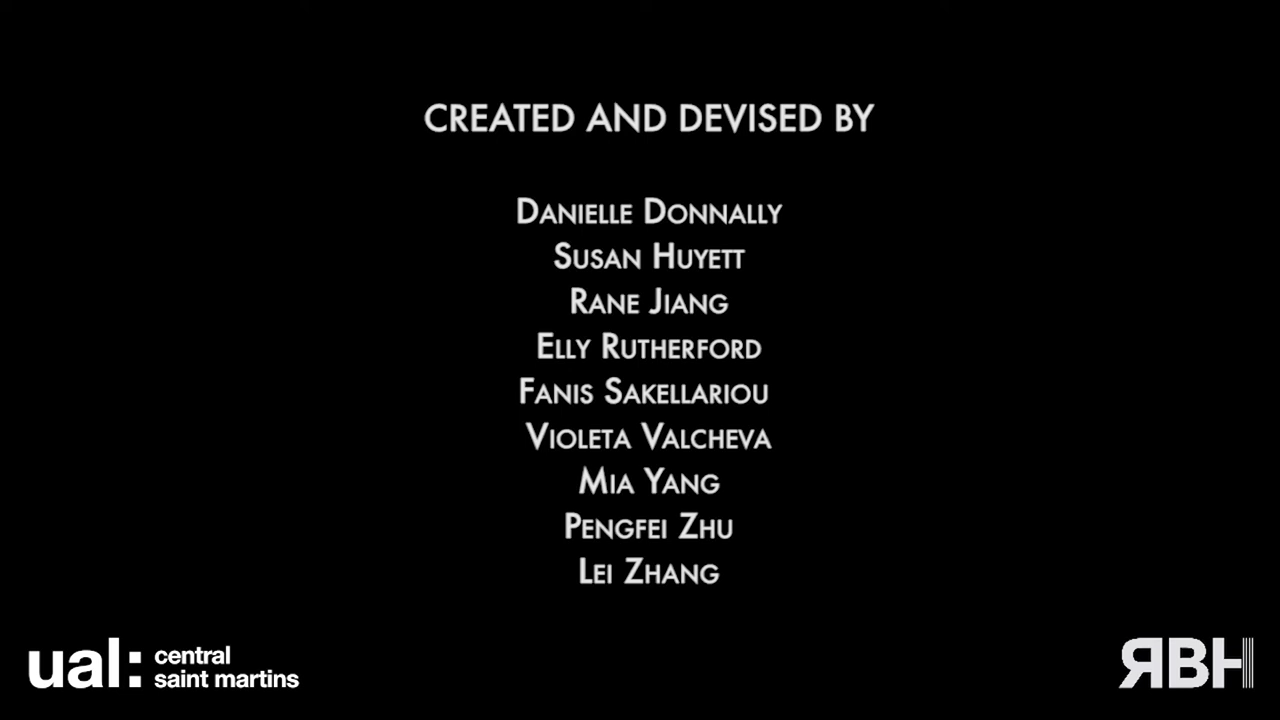 CREATED AND DEVISED BY
DANIELLE DONNALLY
SUSAN HUYETT
RANE JIANG
ELLY RUTHERFORD
FANIS SAKELLARIOU
VIOLETA VALCHEVA
MIA YANG
PENGFEI ZHU
LEI ZHANG
ual: central
saint martins
RBH